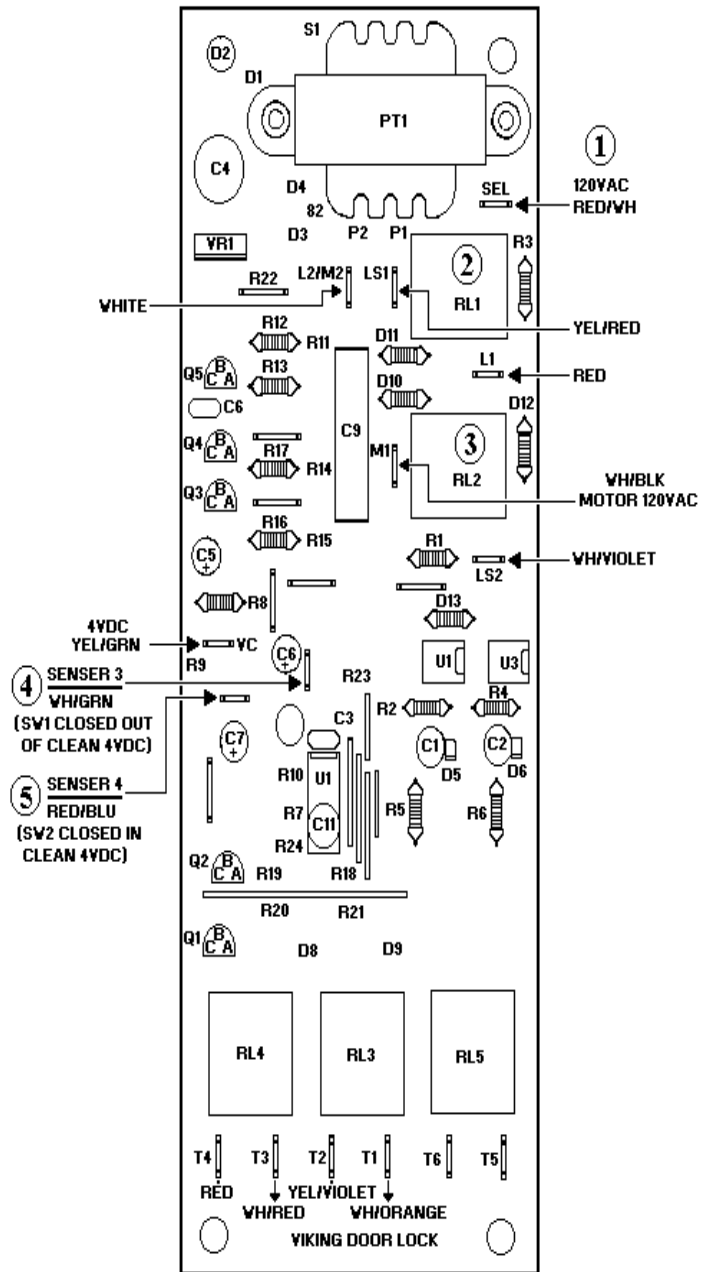 S1
D2
D1
PT1
1
C4
120VAC
SEL
D4
RED/WH
82
D3
P2
P1
R3
VR1
2
L2/M2
LS1
R22
RL1
WHITE
R12
YEL/RED
R11
D11
L1
Q5
B
C A
R13
RED
D10
D12
C6
C9
Q4
B
C A
3
R17
M1
R14
RL2
WH/BLK
Q3
B
C A
MOTOR 120VAC
R16
R15
R1
C5
+
WH/VIOLET
LS2
R8
D13
4VDC
YEL/GRN
VC
C6
+
U1
U3
R9
R23
4
SENSER 3
WH/GRN
(SW1 CLOSED OUT
OF CLEAN 4VDC)
R2
R4
C3
C7
+
C1
C2
R10
U1
D5
D6
5
SENSER 4
RED/BLU
(SW2 CLOSED IN
CLEAN 4VDC)
R7
C11
R5
R6
R24
Q2
B
C A
R19
R18
R20
R21
Q1
B
C A
D8
D9
RL4
RL3
RL5
T4
T3
T2
T1
T6
T5
RED
YEL/VIOLET
WH/RED
WH/ORANGE
VIKING DOOR LOCK